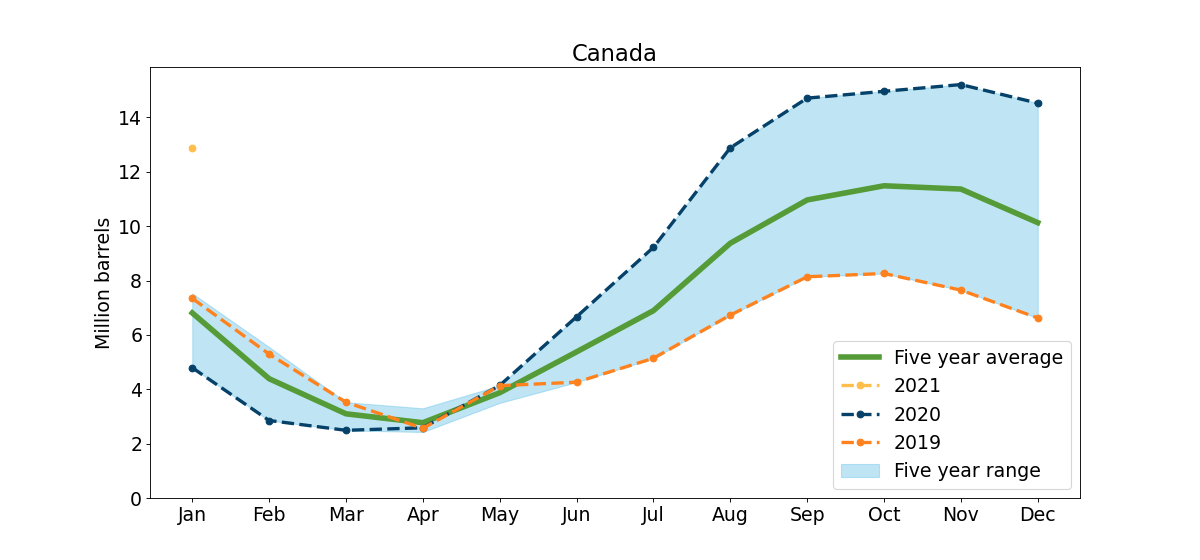 Canada
Million barrels
14
12
10
8
6
4
2
0
Jan Feb Mar Apr May Jun Jul Aug Sep Oct Nov Dec
Five year average
2021
2020
2019
Five year range